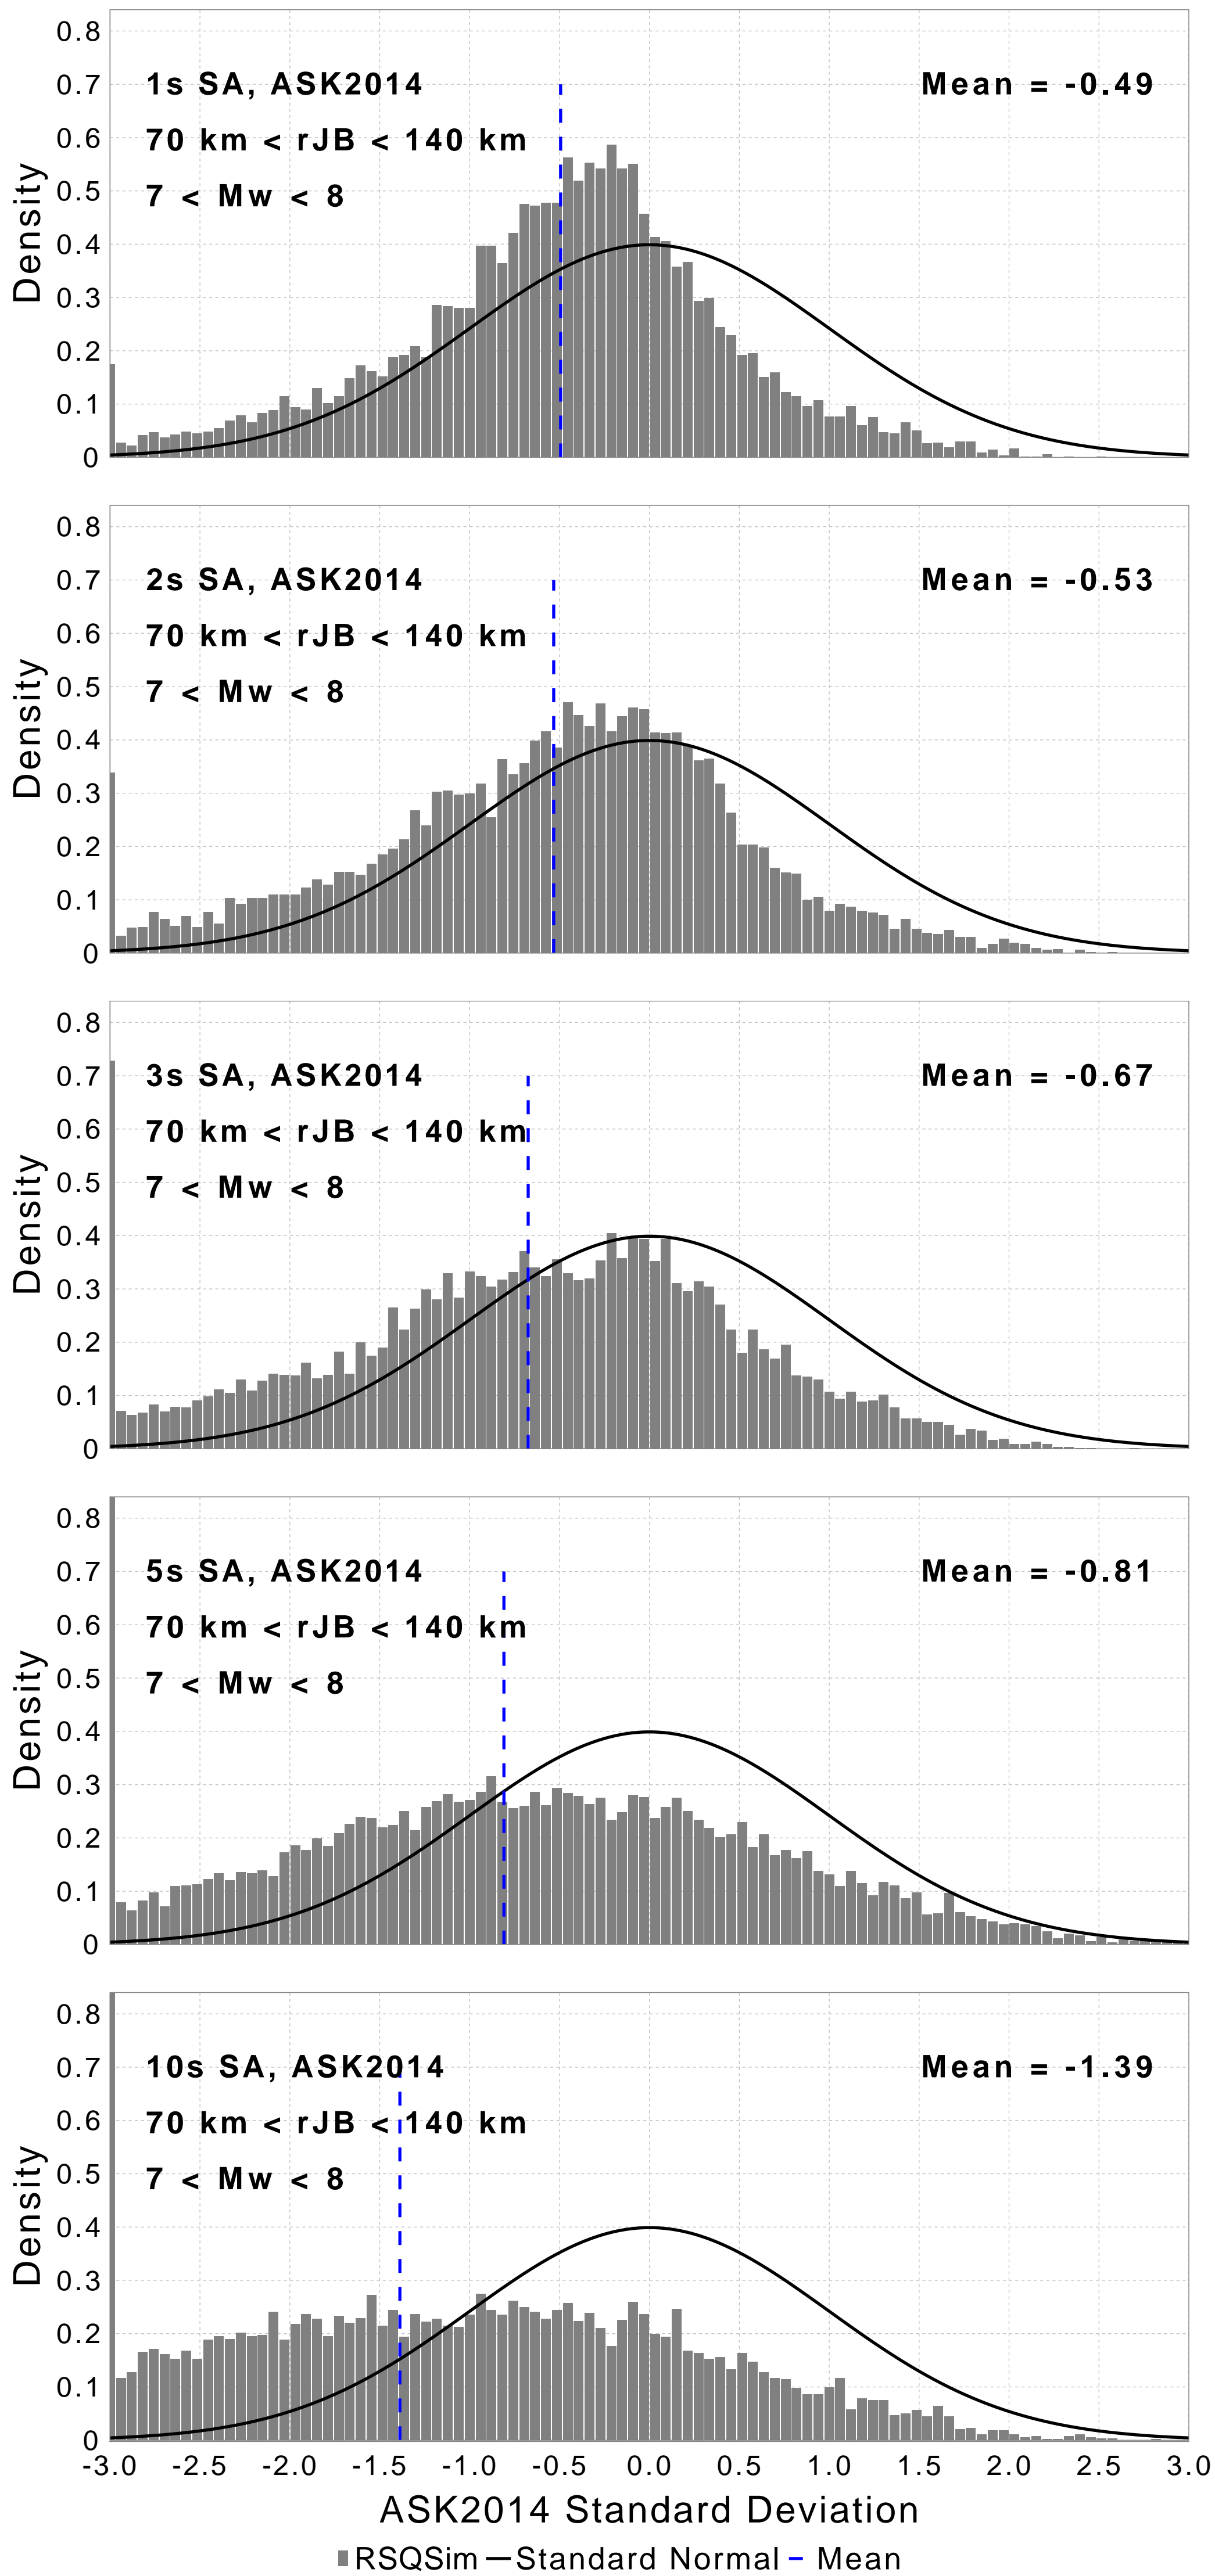 0.8
1s SA, ASK2014
Mean = -0.49
0.7
70 km < rJB < 140 km
0.6
7 < Mw < 8
0.5
0.4
0.3
0.2
0.1
0
Density
0.8
2s SA, ASK2014
Mean = -0.53
0.7
70 km < rJB < 140 km
0.6
7 < Mw < 8
0.5
0.4
0.3
0.2
0.1
0
Density
0.8
3s SA, ASK2014
Mean = -0.67
0.7
70 km < rJB < 140 km
0.6
7 < Mw < 8
0.5
0.4
0.3
0.2
0.1
0
Density
0.8
5s SA, ASK2014
Mean = -0.81
0.7
70 km < rJB < 140 km
0.6
7 < Mw < 8
0.5
0.4
0.3
0.2
0.1
0
Density
0.8
10s SA, ASK2014
Mean = -1.39
0.7
70 km < rJB < 140 km
0.6
7 < Mw < 8
0.5
0.4
0.3
0.2
0.1
0
Density
-3.0 -2.5 -2.0 -1.5 -1.0 -0.5 0.0 0.5 1.0 1.5 2.0 2.5 3.0
ASK2014 Standard Deviation
RSQSim Standard Normal Mean